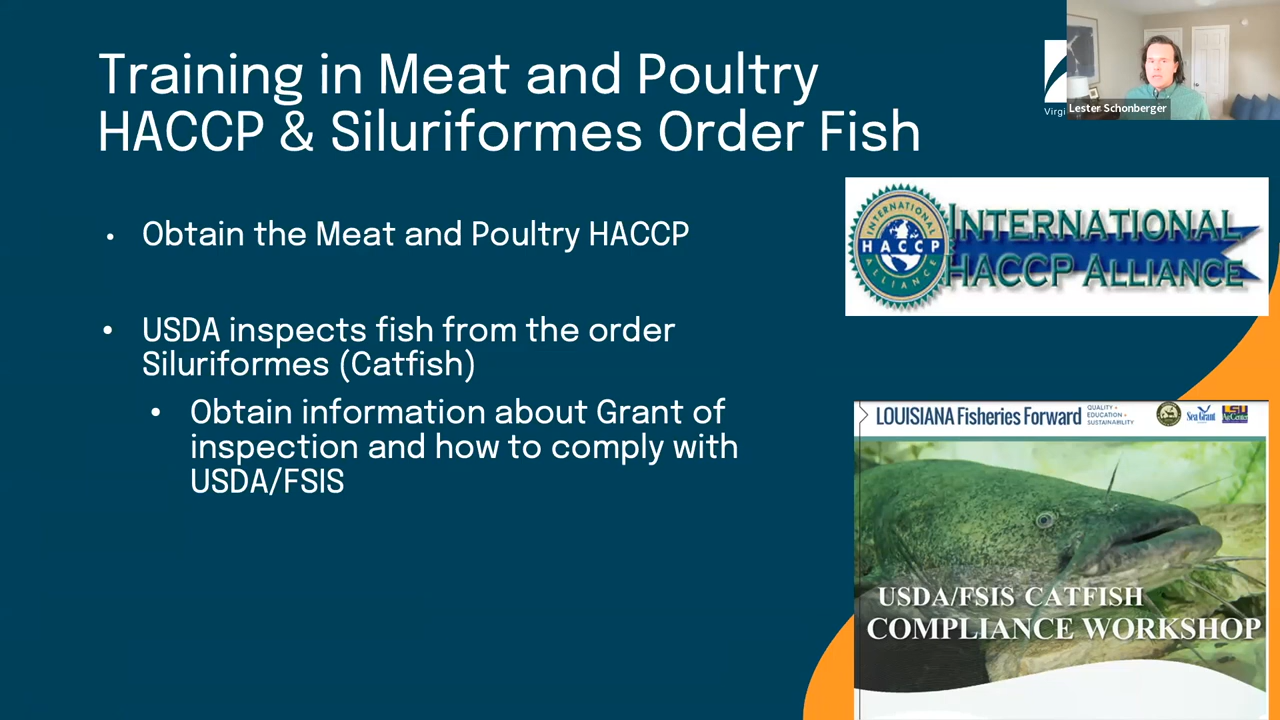 Training in Meat and Poultry
HACCP & Siluriformes Order Fish
Virgi
Lester Schonberger
• Obtain the Meat and Poultry HACCP
• USDA inspects fish from the order
Siluriformes (Catfish)
• Obtain information about Grant of
inspection and how to comply with
USDA/FSIS
INTERNATIONAL
HACCP
ALLIANCE
INTERNATIONAL
HACCP ALLIANCE
LOUISIANA Fisheries Forward
QUALITY +
EDUCATION +
SUSTAINABILITY
Sea Grant
LSU
AgCenter
USDA/FSIS CATFISH
COMPLIANCE WORKSHOP